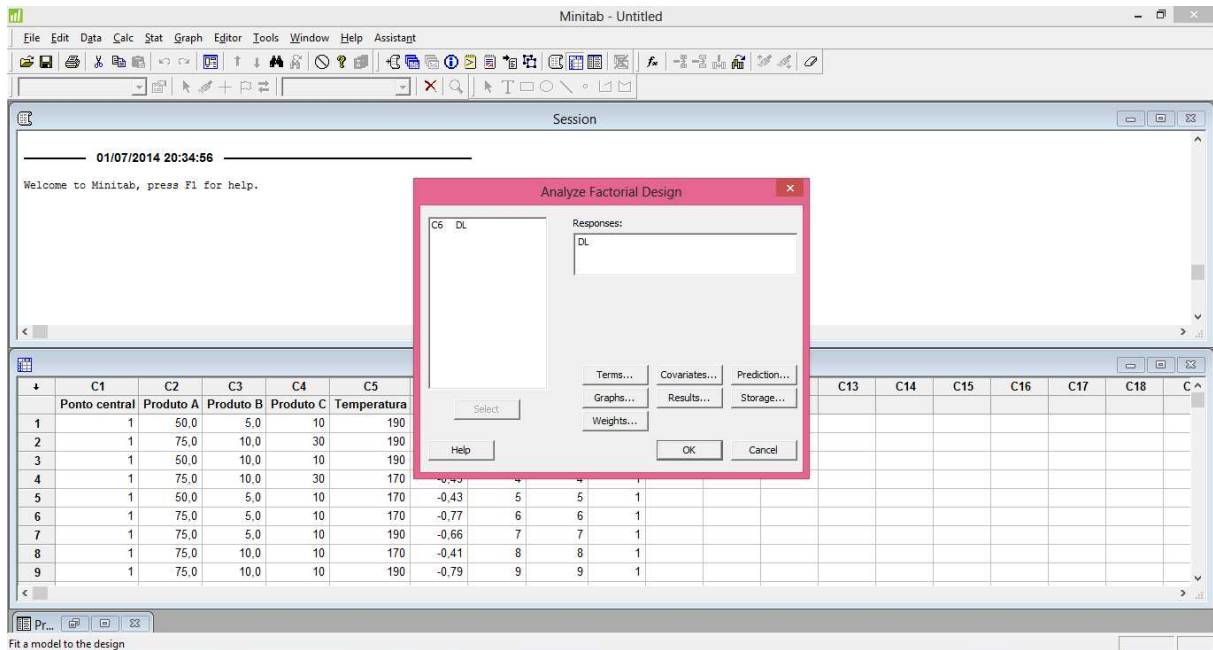 Minitab - Untitled
File Edit Data Calc Stat Graph Editor Tools Window Help Assistant
Session
01/07/2014 20:34:56
Welcome to Minitab, press F1 for help.
Analyze Factorial Design
C6 DL
Responses:
DL
Terms... Covariates... Prediction...
Graphs... Results... Storage...
Select
Weights...
Help OK Cancel
C1 C2 C3 C4 C5 C13 C14 C15 C16 C17 C18
Ponto central Produto A Produto B Produto C Temperatura
1 1 50,0 5,0 10 190
2 1 75,0 10,0 30 190
3 1 50,0 10,0 10 190
4 1 75,0 10,0 30 170 -0,45 4 4 1
5 1 50,0 5,0 10 170 -0,43 5 5 1
6 1 75,0 5,0 10 170 -0,77 6 6 1
7 1 75,0 5,0 10 190 -0,66 7 7 1
8 1 75,0 10,0 10 170 -0,41 8 8 1
9 1 75,0 10,0 10 190 -0,79 9 9 1
Pr...
Fit a model to the design